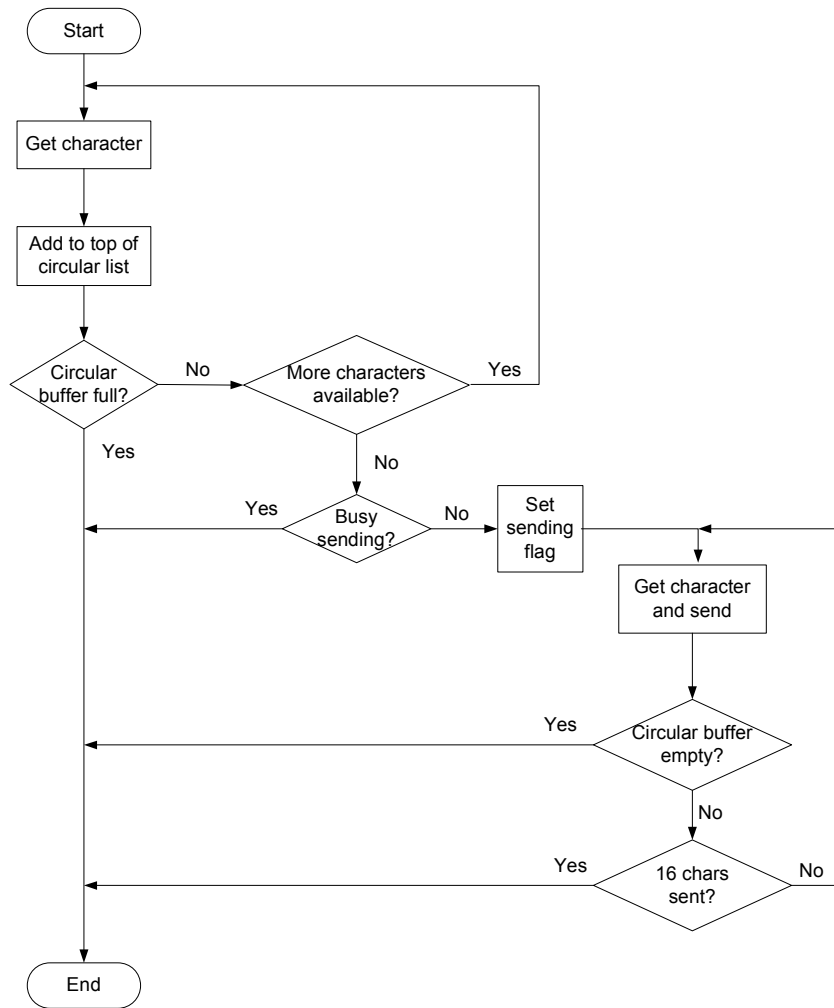 Start
Get character
Add to top of
circular list
Circular
buffer full?
No
More characters
available?
Yes
Yes
No
Busy
sending?
Yes
No
Set
sending
flag
Get character
and send
Circular buffer
empty?
Yes
No
16 chars
sent?
Yes
No
End